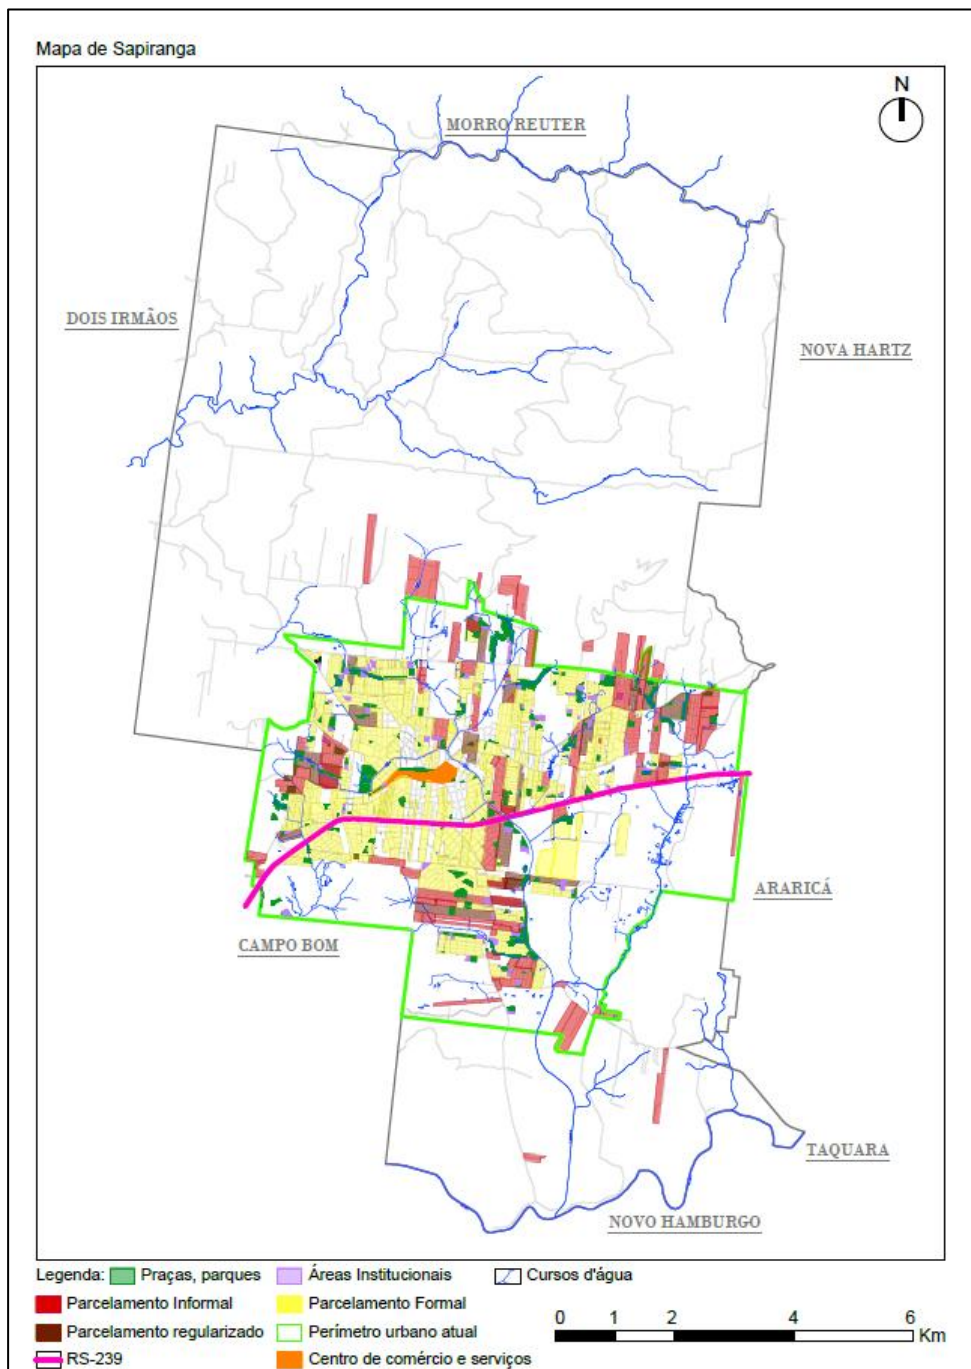 Mapa de Sapiranga
N
MORRO REUTER
DOIS IRMÃOS
NOVA HARTZ
ARARICÁ
CAMPO BOM
TAQUARA
NOVO HAMBURGO
Legenda: Praças, parques Áreas Institucionais Cursos d'água
Parcelamento Informal Parcelamento Formal
Parcelamento regularizado Perímetro urbano atual
RS-239 Centro de comércio e serviços
0 1 2 4 6
Km